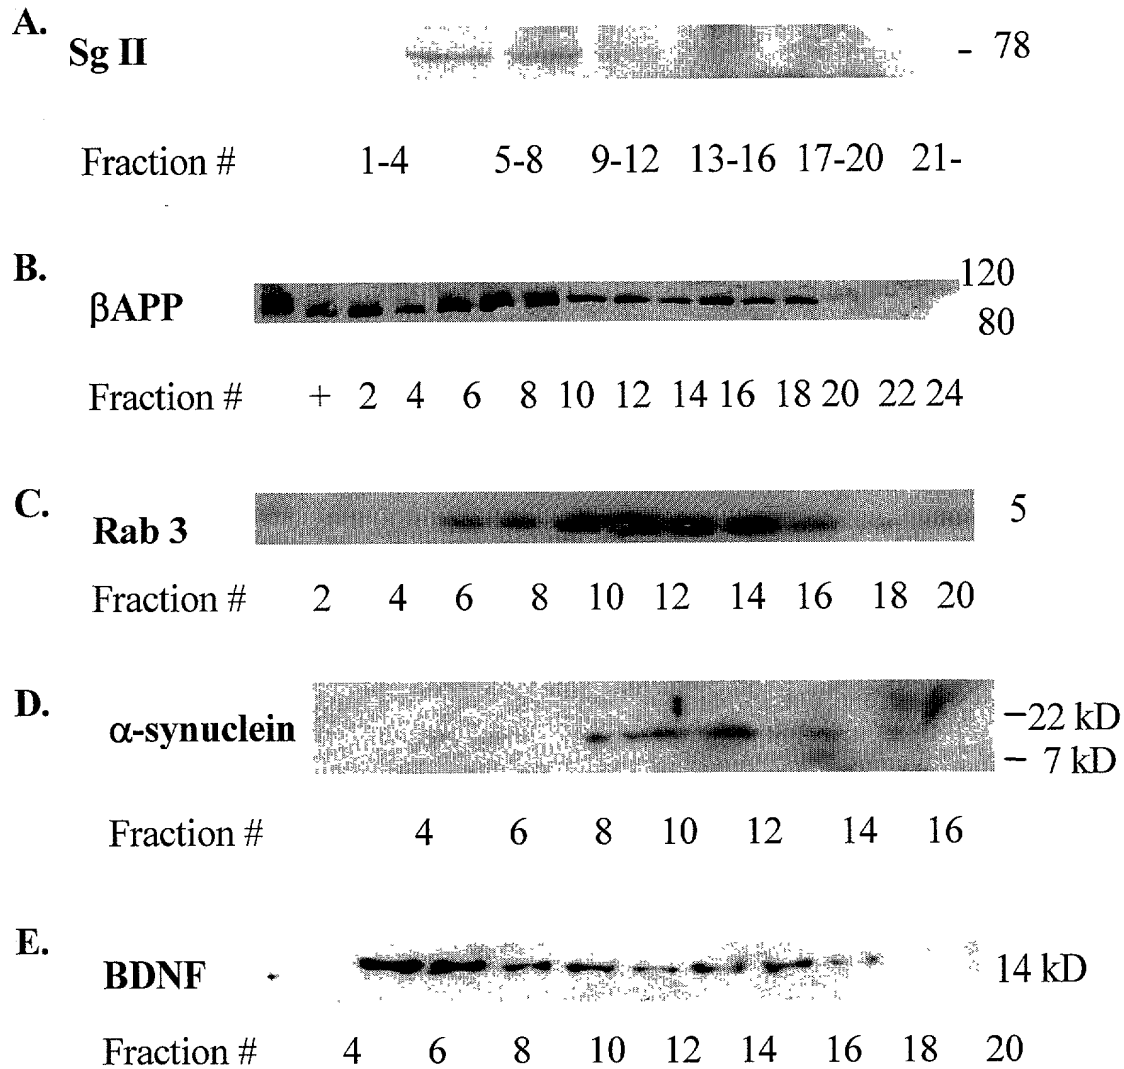 A.
Sg II
- 78
Fraction # 1-4 5-8 9-12 13-16 17-20 21-
B.
βAPP
120
80
Fraction # + 2 4 6 8 10 12 14 16 18 20 22 24
C.
Rab 3
5
Fraction # 2 4 6 8 10 12 14 16 18 20
D.
α-synuclein
–22 kD
– 7 kD
Fraction # 4 6 8 10 12 14 16
E.
BDNF
14 kD
Fraction # 4 6 8 10 12 14 16 18 20